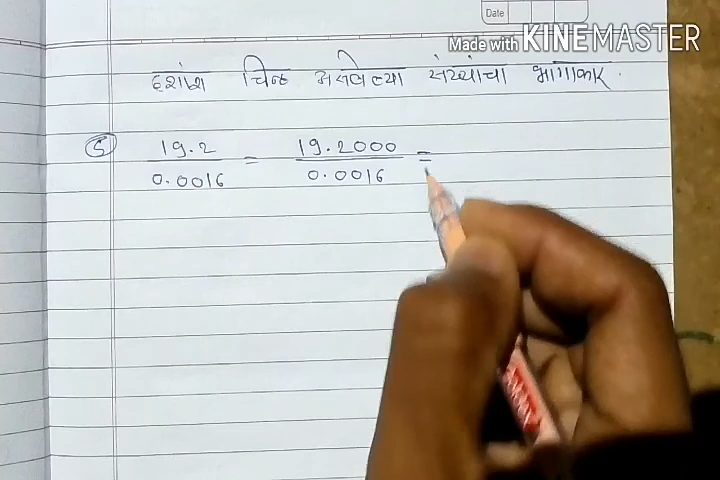 Date
Made with KINEMASTER
दशांश चिन्ह असलेल्या संख्यांचा भागाकार.
5 19.2 / 0.0016 = 19.2000 / 0.0016 =